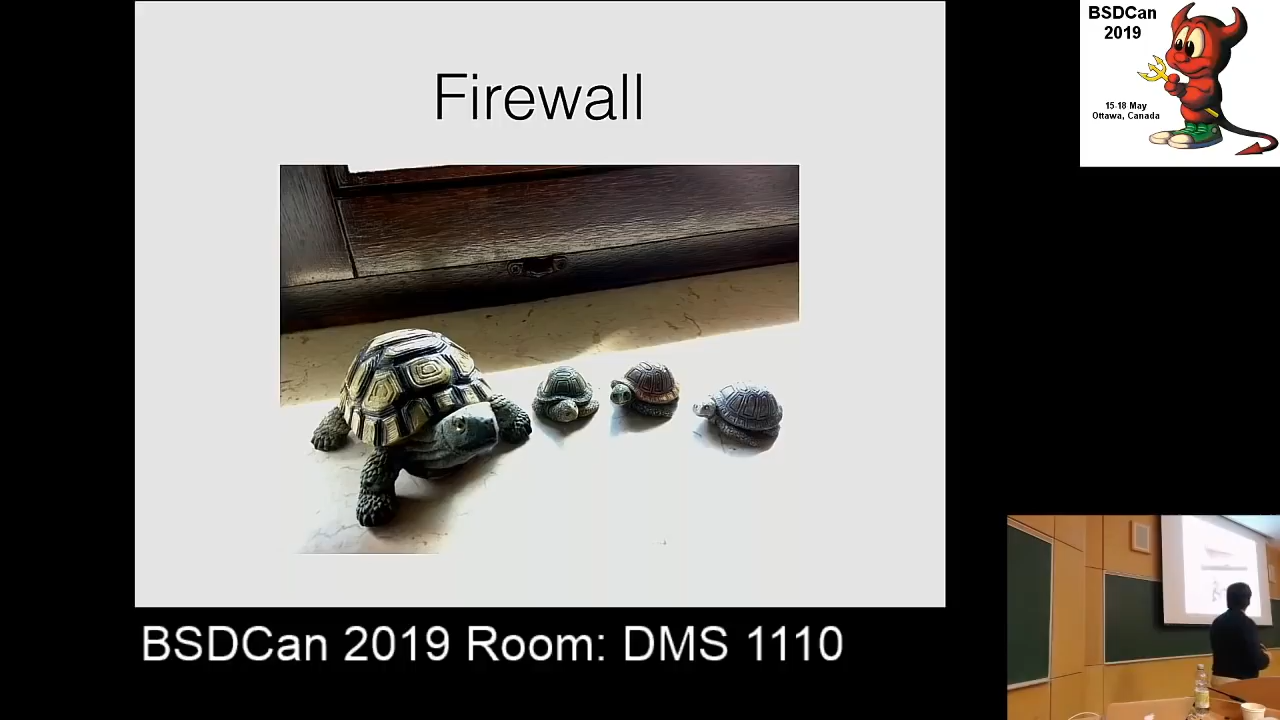 Firewall
BSDCan
2019
15-18 May
Ottawa, Canada
BSDCan 2019 Room: DMS 1110